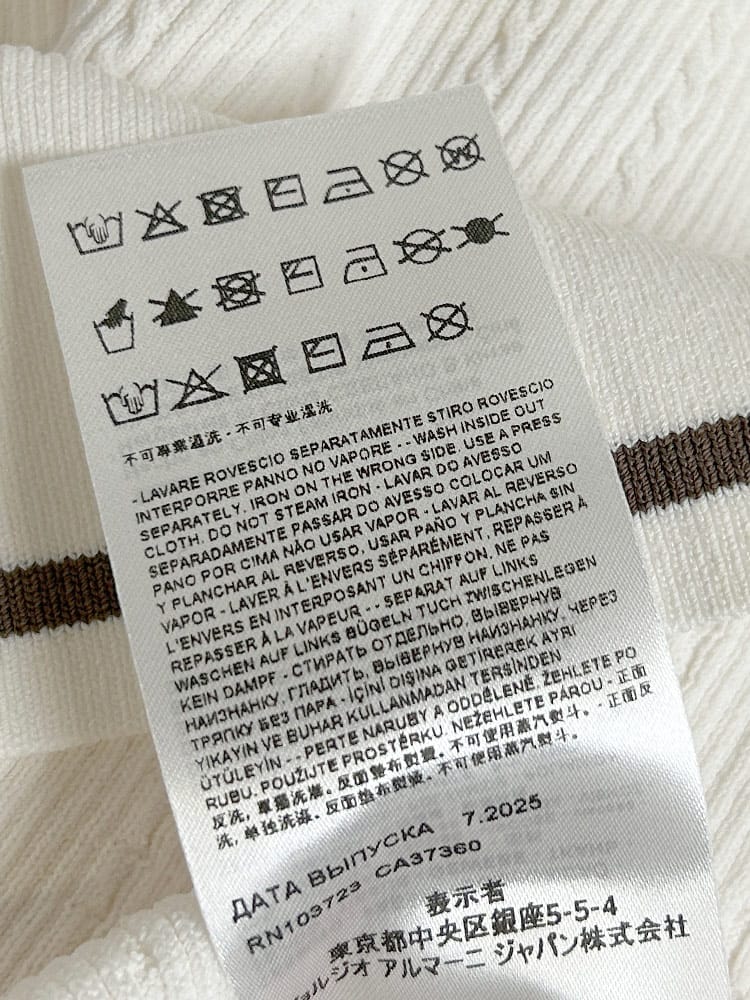 不可專業濕洗 - 不可专业湿洗
- LAVARE ROVESCIO SEPARATAMENTE STIRO ROVESCIO
INTERPORRE PANNO NO VAPORE - - WASH INSIDE OUT
SEPARATELY. IRON ON THE WRONG SIDE. USE A PRESS
CLOTH. DO NOT STEAM IRON - LAVAR DO AVESSO
SEPARADAMENTE PASSAR DO AVESSO COLOCAR UM
PANO POR CIMA NÃO USAR VAPOR - LAVAR AL REVERSO
Y PLANCHAR AL REVERSO, USAR PAÑO Y PLANCHA SIN
VAPOR - LAVER À L'ENVERS SÉPARÉMENT, REPASSER À
L'ENVERS EN INTERPOSANT UN CHIFFON, NE PAS
REPASSER À LA VAPEUR - - SEPARAT AUF LINKS
WASCHEN AUF LINKS BÜGELN TUCH ZWISCHENLEGEN
KEIN DAMPF - СТИРАТЬ ОТДЕЛЬНО, ВЫВЕРНУВ
НАИЗНАНКУ, ГЛАДИТЬ, ВЫВЕРНУВ НАИЗНАНКУ, ЧЕРЕЗ
ТРЯПКУ БЕЗ ПАРА - İÇİNİ DIŞINA GETİREREK AYRI
YIKAYIN VE BUHAR KULLANMADAN TERSİNDEN
ÜTÜLEYİN - - PERTE NARUBY A ODDĚLENĚ, ŽEHLETE PO
RUBU, POUŽIJTE PROSTĚRKU. NEŽEHLETE PÁROU - 正面
反洗，單獨洗滌。反面墊布熨燙。不可使用蒸汽熨斗。 - 正面反
洗，单独洗涤。反面垫布熨烫。不可使用蒸汽熨斗。
ДАТА ВЫПУСКА 7.2025
RN103723 CA37360
表示者
東京都中央区銀座5-5-4
ョルジオ アルマーニ ジャパン株式会社